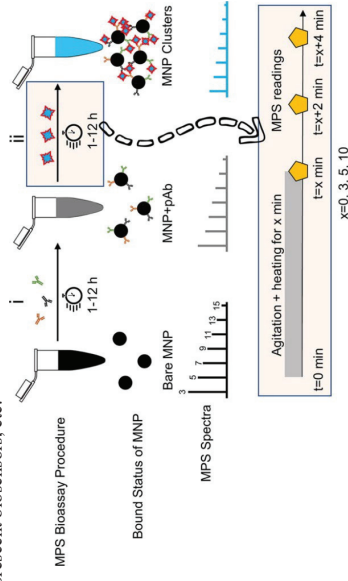 i
ii
MPS Bioassay Procedure
1-12 h
1-12 h
Bound Status of MNP
Bare MNP
MNP+pAb
MNP Clusters
MPS Spectra
3
5
7
9
11
13
15
Agitation + heating for x min
MPS readings
t=0 min
t=x min
t=x+2 min
t=x+4 min
x=0, 3, 5, 10